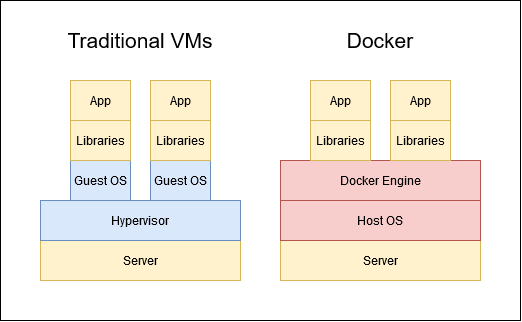 Traditional VMs
App App
Libraries Libraries
Guest OS Guest OS
Hypervisor
Server
Docker
App App
Libraries Libraries
Docker Engine
Host OS
Server